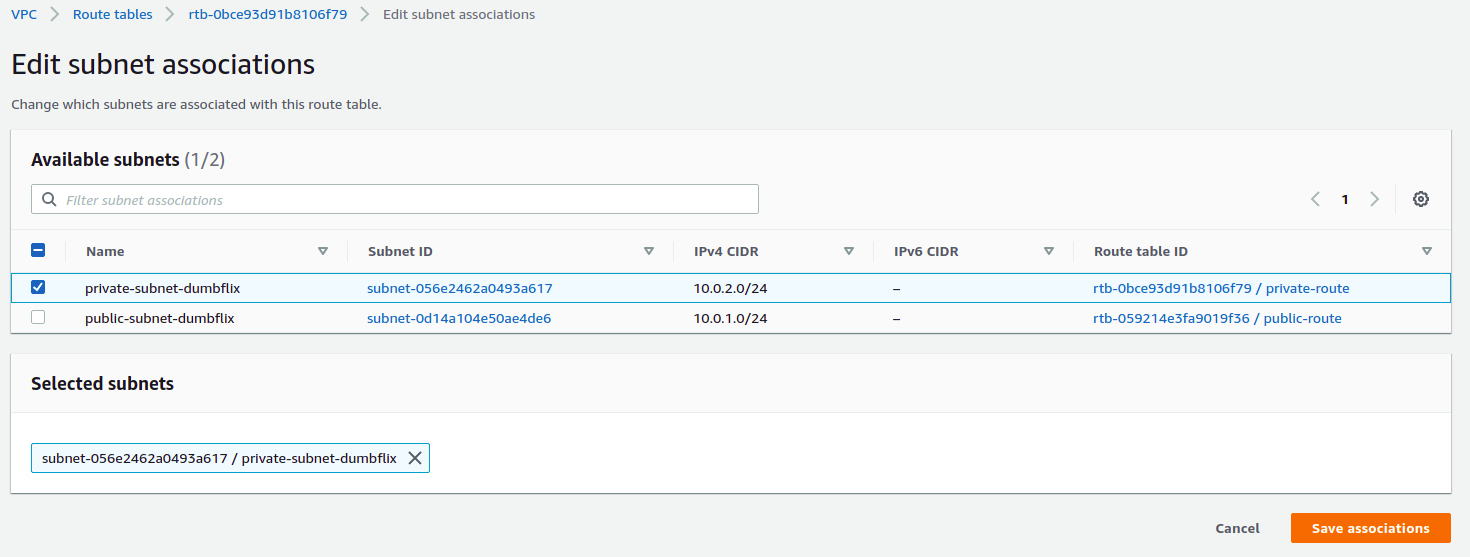 VPC > Route tables > rtb-0bce93d91b8106f79 > Edit subnet associations
Edit subnet associations
Change which subnets are associated with this route table.
Available subnets (1/2)
Filter subnet associations
1
Name Subnet ID IPv4 CIDR IPv6 CIDR Route table ID
private-subnet-dumbflix subnet-056e2462a0493a617 10.0.2.0/24 – rtb-0bce93d91b8106f79 / private-route
public-subnet-dumbflix subnet-0d14a104e50ae4de6 10.0.1.0/24 – rtb-059214e3fa9019f36 / public-route
Selected subnets
subnet-056e2462a0493a617 / private-subnet-dumbflix
Cancel Save associations